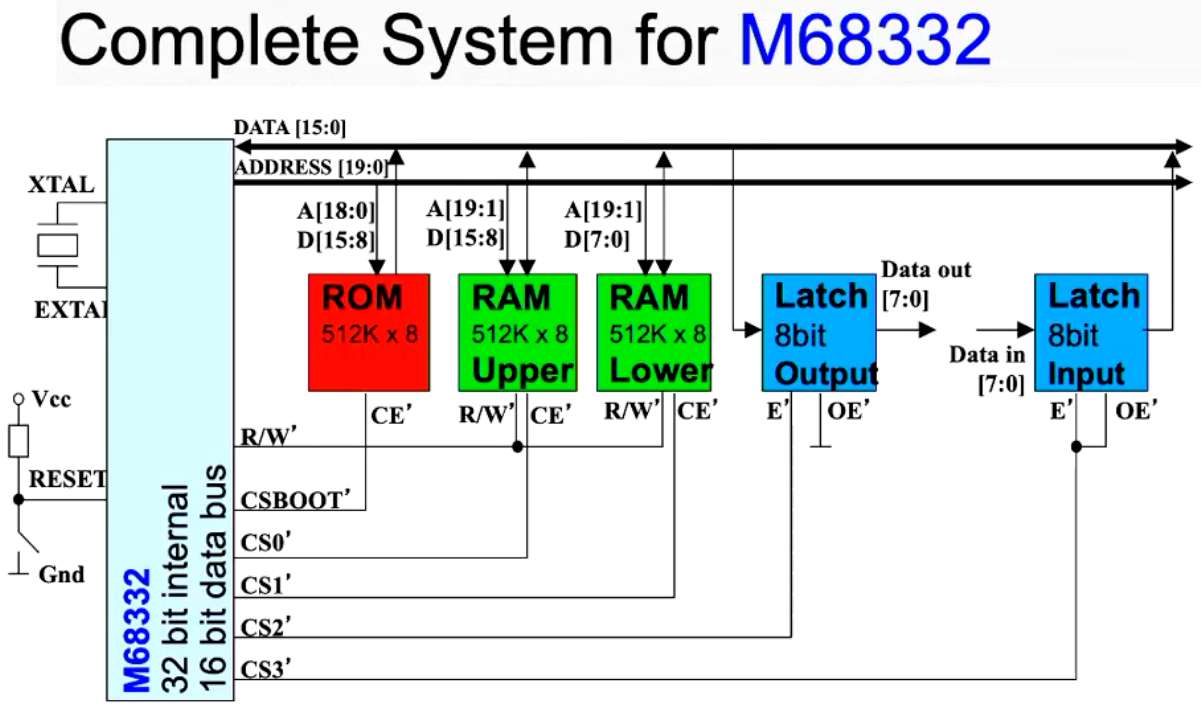 Complete System for M68332
DATA [15:0]
ADDRESS [19:0]
XTAL
EXTAL
A[18:0]
D[15:8]
A[19:1]
D[15:8]
A[19:1]
D[7:0]
ROM
512K x 8
RAM
512K x 8
Upper
RAM
512K x 8
Lower
Latch
8bit
Output
Data out
[7:0]
Data in
[7:0]
Latch
8bit
Input
CE'
R/W'
CE'
R/W'
CE'
E'
OE'
E'
OE'
Vcc
RESET
Gnd
R/W'
CSBOOT'
CS0'
CS1'
CS2'
CS3'
M68332
32 bit internal
16 bit data bus